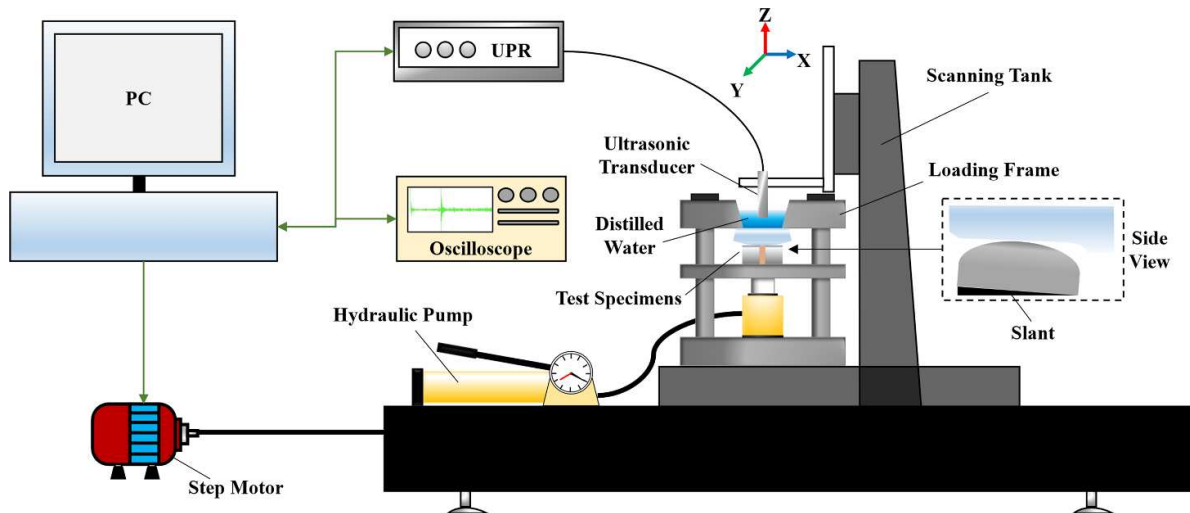 PC
UPR
Oscilloscope
Z
X
Y
Scanning Tank
Ultrasonic
Transducer
Loading Frame
Distilled
Water
Side
View
Test Specimens
Slant
Hydraulic Pump
Step Motor